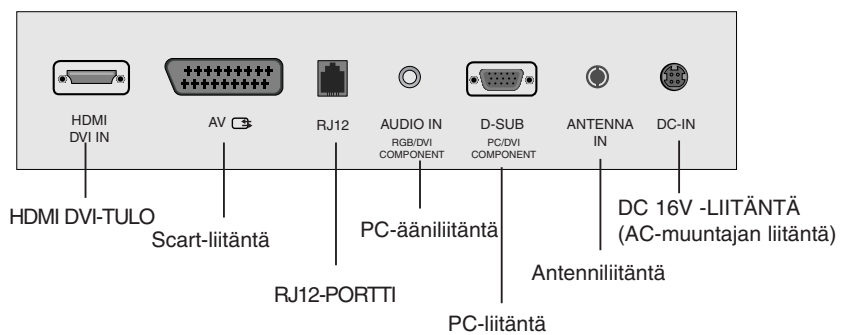 HDMI
DVI IN
AV
RJ12
AUDIO IN
RGB/DVI
COMPONENT
D-SUB
PC/DVI
COMPONENT
ANTENNA
IN
DC-IN
HDMI DVI-TULO
Scart-liitäntä
RJ12-PORTTI
PC-ääniliitäntä
PC-liitäntä
Antenniliitäntä
DC 16V -LIITÄNTÄ
(AC-muuntajan liitäntä)